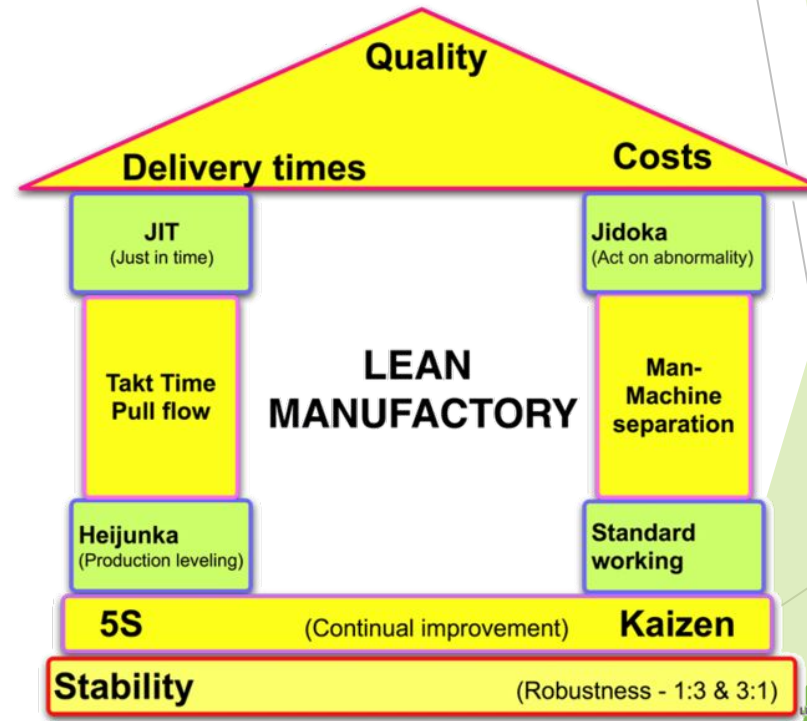 Quality
Delivery times
Costs
JIT
(Just in time)
Jidoka
(Act on abnormality)
Takt Time
Pull flow
LEAN
MANUFACTORY
Man-
Machine
separation
Heijunka
(Production leveling)
Standard
working
5S (Continual improvement) Kaizen
Stability (Robustness - 1:3 & 3:1)